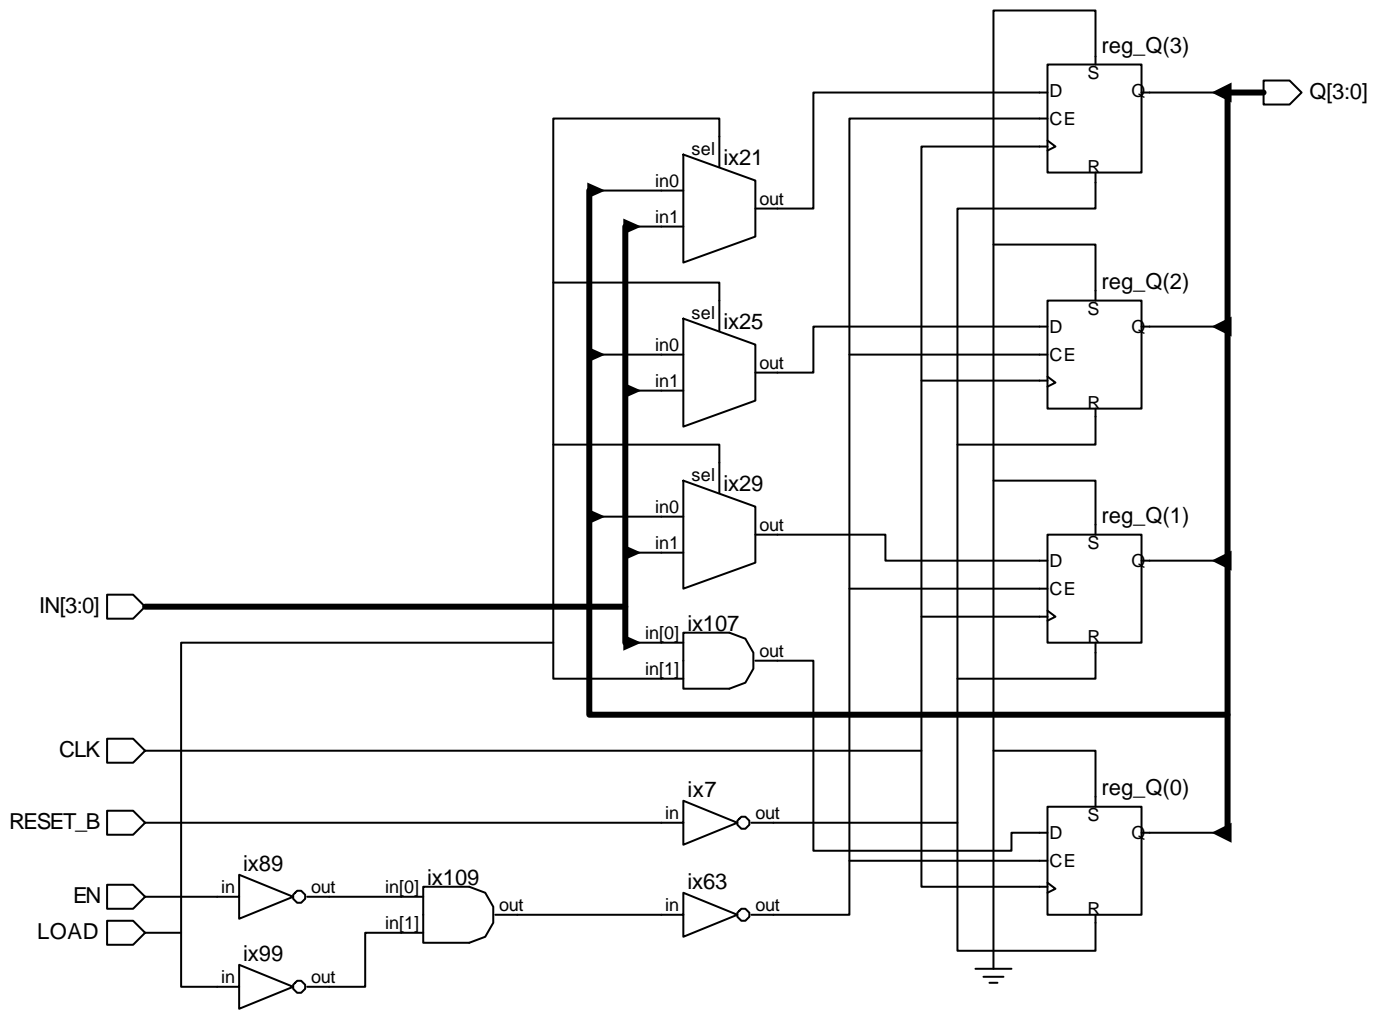 reg_Q(3)
S
D
Q
Q[3:0]
CE
R
sel
ix21
in0
in1
out
reg_Q(2)
S
D
Q
CE
R
sel
ix25
in0
in1
out
reg_Q(1)
S
D
Q
CE
R
sel
ix29
in0
in1
out
IN[3:0]
ix107
in[0]
in[1]
out
CLK
reg_Q(0)
S
D
Q
CE
R
RESET_B
in
ix7
out
EN
in
ix89
out
in[0]
ix109
in[1]
out
in
ix63
out
LOAD
in
ix99
out